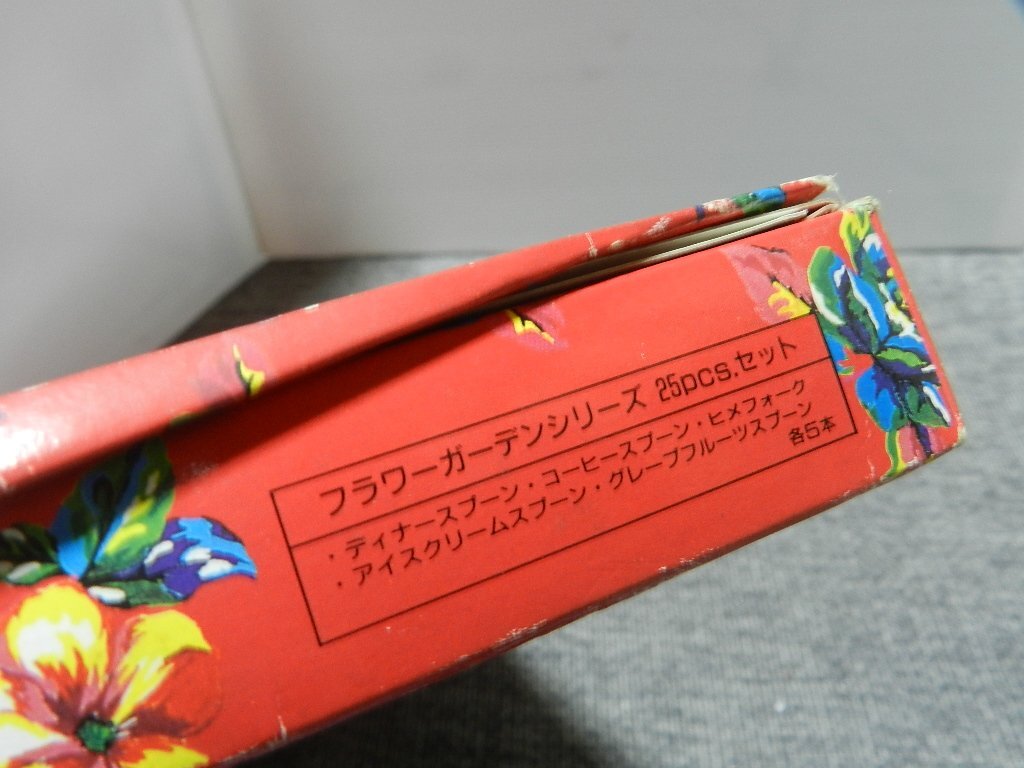 フラワーガーデンシリーズ 25pcs.セット
・ディナースプーン・コーヒースプーン・ヒメフォーク
・アイスクリームスプーン・グレープフルーツスプーン
各5本